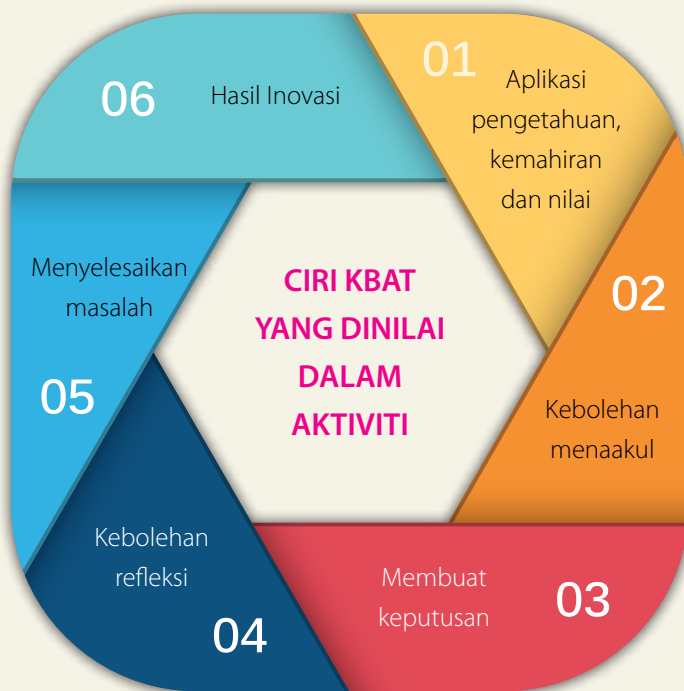 CIRI KBAT
YANG DINILAI
DALAM
AKTIVITI
01
Aplikasi
pengetahuan,
kemahiran
dan nilai
02
Kebolehan
menaakul
03
Membuat
keputusan
04
Kebolehan
refleksi
05
Menyelesaikan
masalah
06
Hasil Inovasi